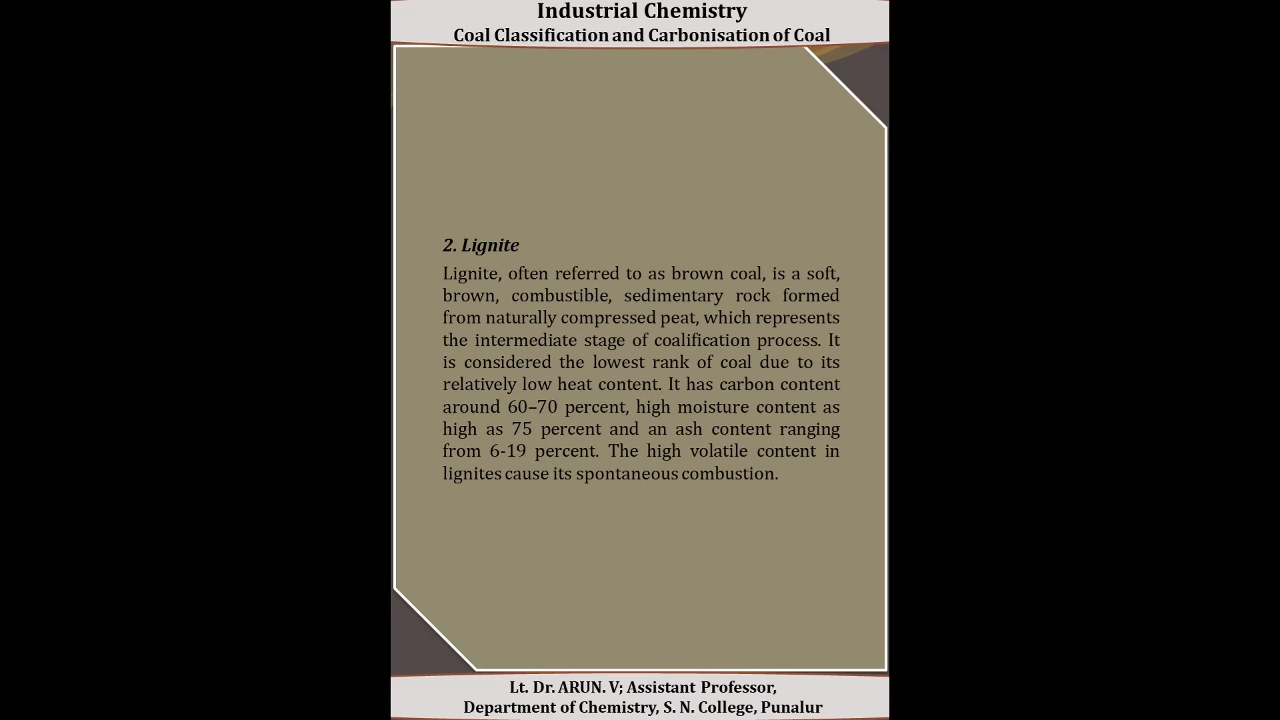 Industrial Chemistry
Coal Classification and Carbonisation of Coal
2. Lignite
Lignite, often referred to as brown coal, is a soft,
brown, combustible, sedimentary rock formed
from naturally compressed peat, which represents
the intermediate stage of coalification process. It
is considered the lowest rank of coal due to its
relatively low heat content. It has carbon content
around 60–70 percent, high moisture content as
high as 75 percent and an ash content ranging
from 6-19 percent. The high volatile content in
lignites cause its spontaneous combustion.
Lt. Dr. ARUN. V; Assistant Professor,
Department of Chemistry, S. N. College, Punalur